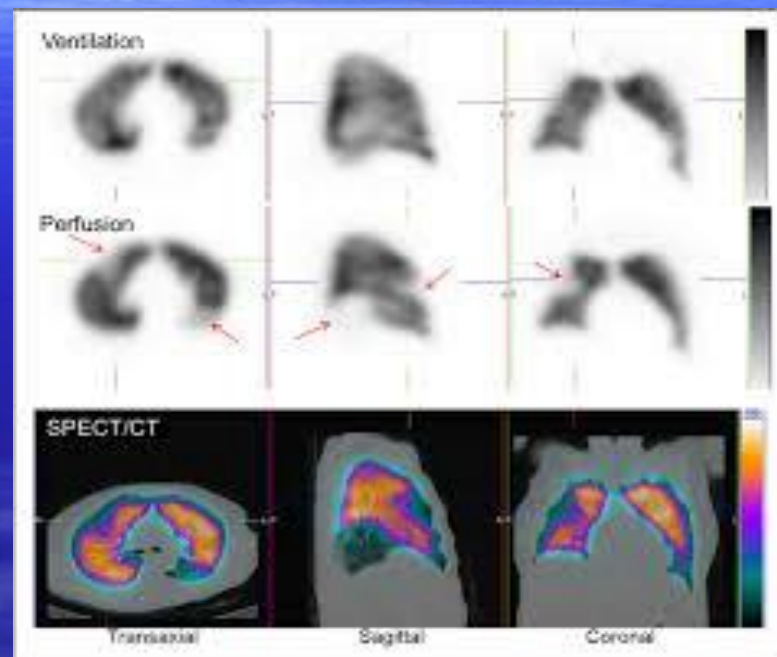 Ventilation
Perfusion
SPECT/CT
Transaxial Sagittal Coronal